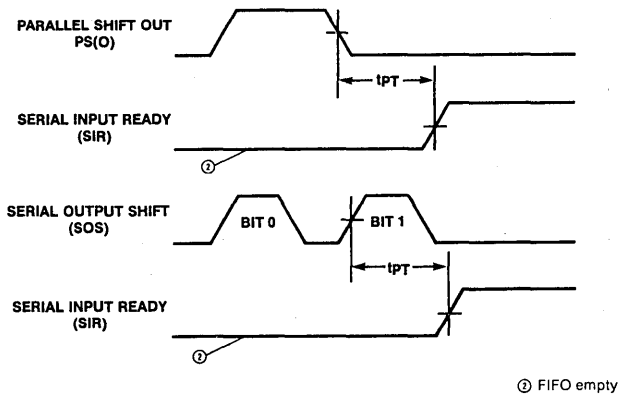 PARALLEL SHIFT OUT
PS(O)
tPT
SERIAL INPUT READY
(SIR)
②
SERIAL OUTPUT SHIFT
(SOS)
BIT 0
BIT 1
tPT
SERIAL INPUT READY
(SIR)
②
② FIFO empty